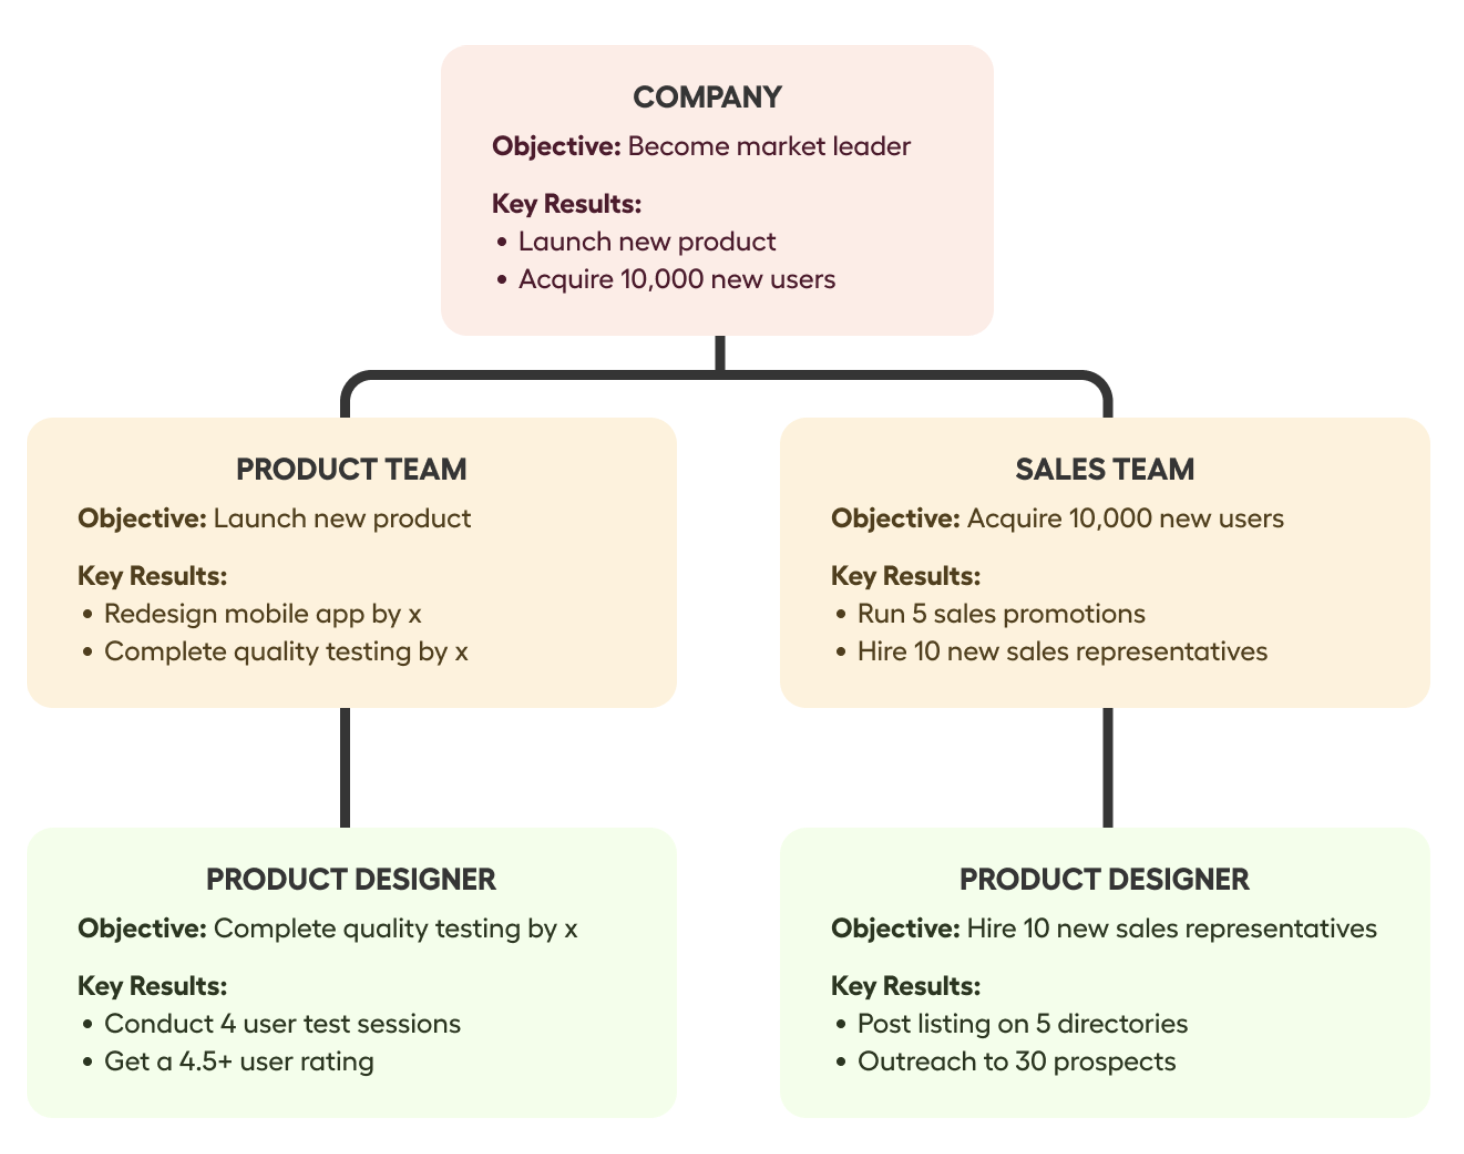 COMPANY
Objective: Become market leader
Key Results:
• Launch new product
• Acquire 10,000 new users
PRODUCT TEAM
Objective: Launch new product
Key Results:
• Redesign mobile app by x
• Complete quality testing by x
SALES TEAM
Objective: Acquire 10,000 new users
Key Results:
• Run 5 sales promotions
• Hire 10 new sales representatives
PRODUCT DESIGNER
Objective: Complete quality testing by x
Key Results:
• Conduct 4 user test sessions
• Get a 4.5+ user rating
PRODUCT DESIGNER
Objective: Hire 10 new sales representatives
Key Results:
• Post listing on 5 directories
• Outreach to 30 prospects